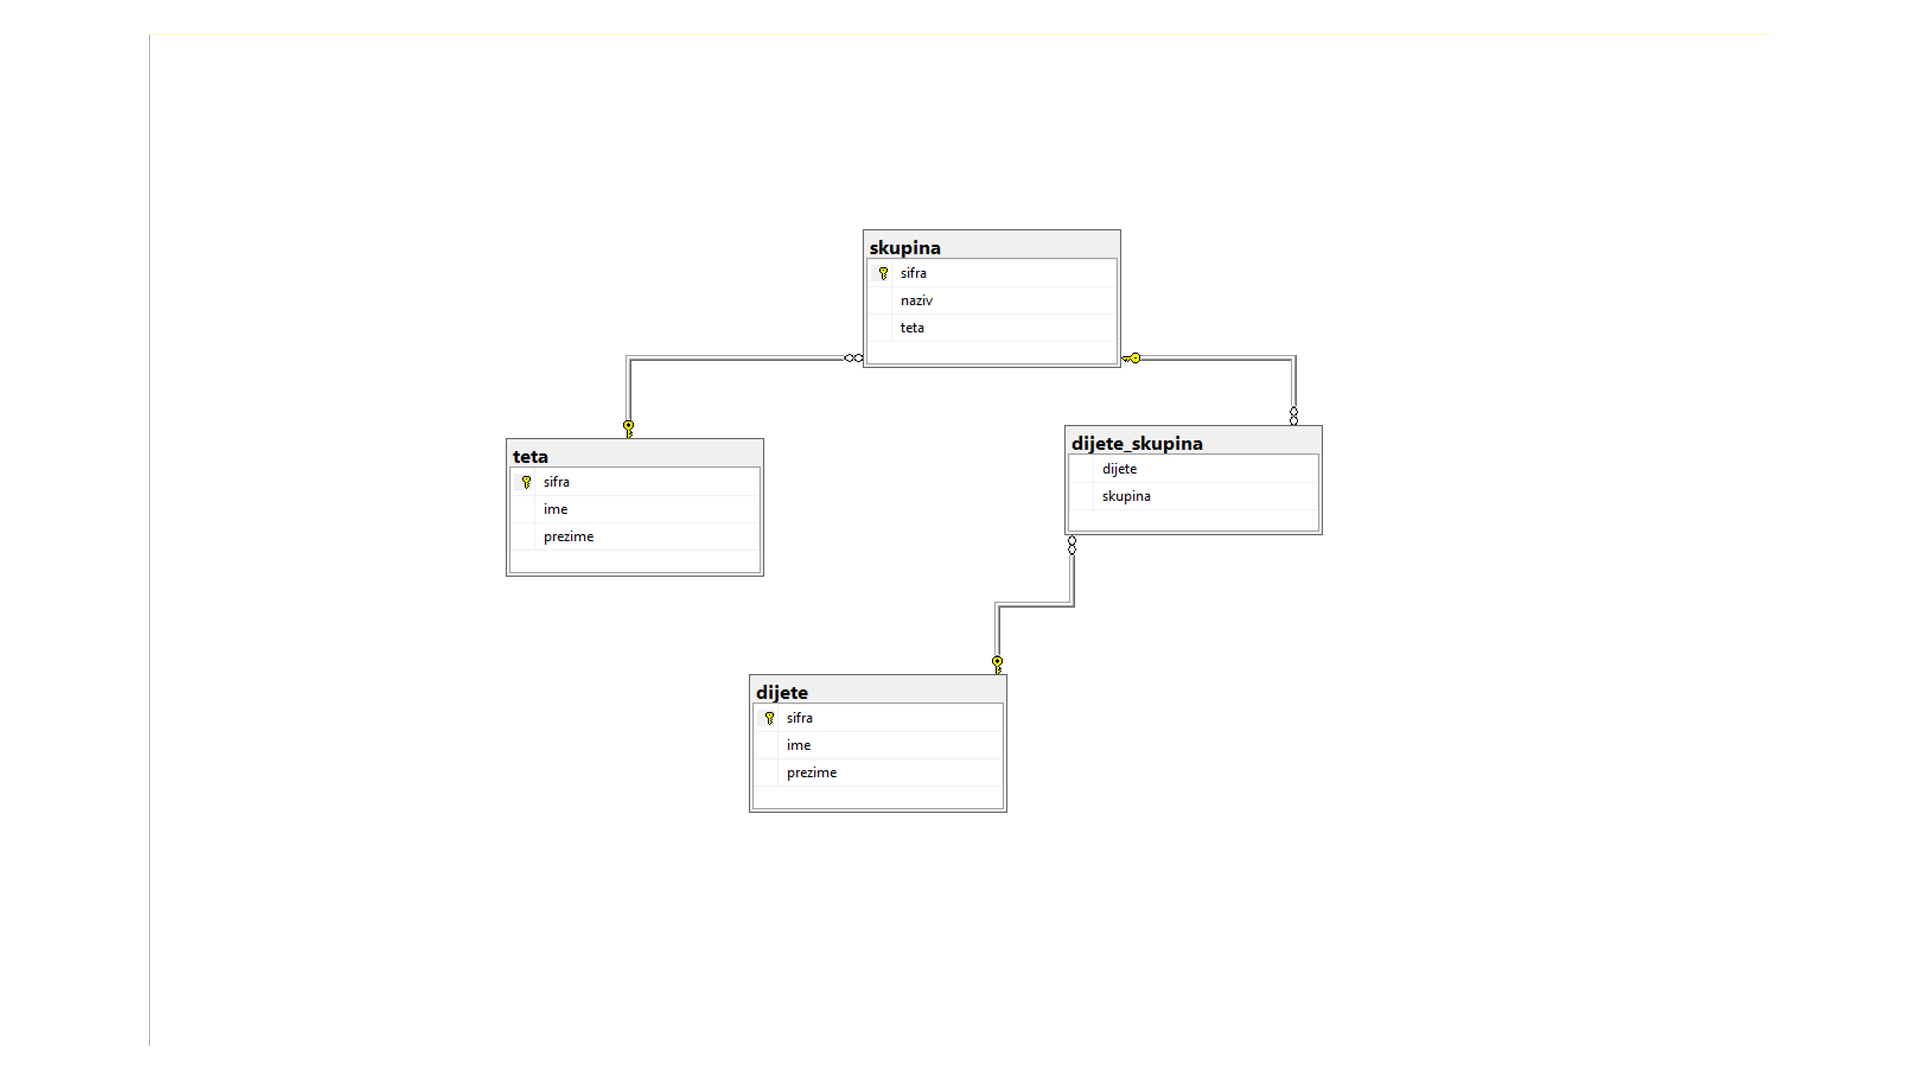 skupina
sifra
naziv
teta
teta
sifra
ime
prezime
dijete_skupina
dijete
skupina
dijete
sifra
ime
prezime